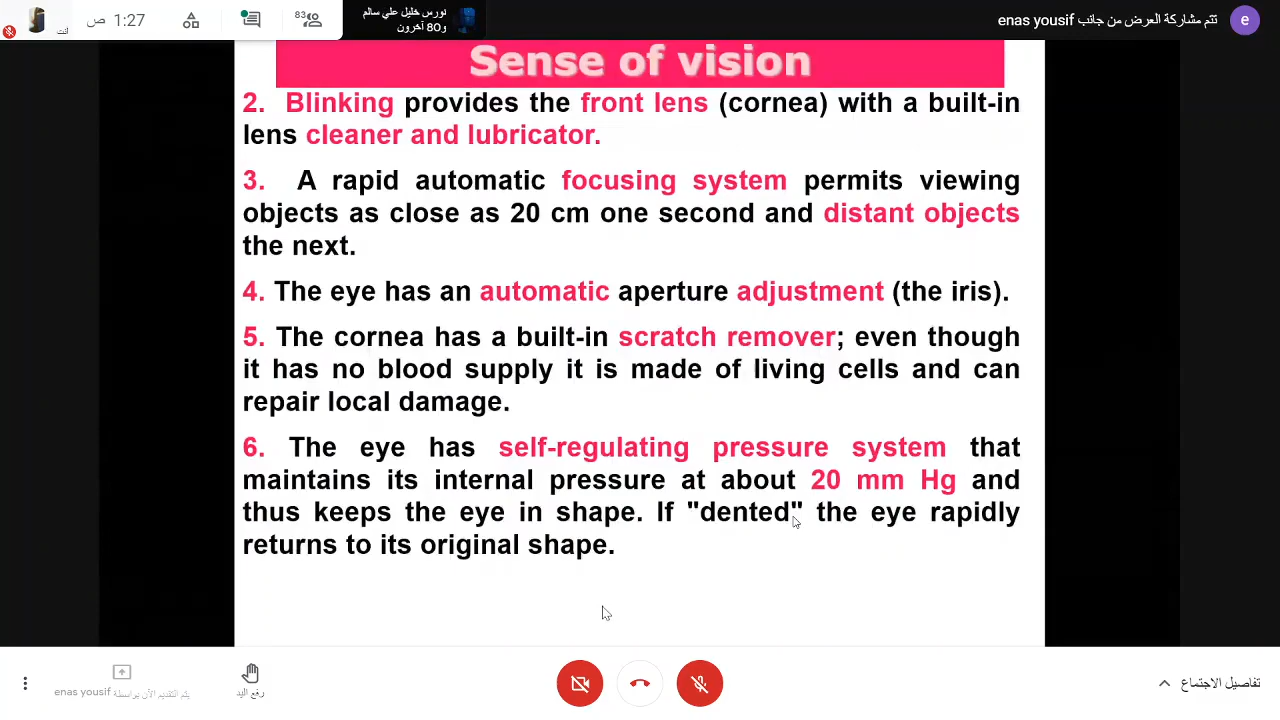 تتم مشاركة العرض من جانب enas yousif
e
نورس خليل علي سالم
و80 آخرون
83
1:27 ص
أنت
Sense of vision
2. Blinking provides the front lens (cornea) with a built-in
lens cleaner and lubricator.
3. A rapid automatic focusing system permits viewing
objects as close as 20 cm one second and distant objects
the next.
4. The eye has an automatic aperture adjustment (the iris).
5. The cornea has a built-in scratch remover; even though
it has no blood supply it is made of living cells and can
repair local damage.
6. The eye has self-regulating pressure system that
maintains its internal pressure at about 20 mm Hg and
thus keeps the eye in shape. If "dented" the eye rapidly
returns to its original shape.
تفاصيل الاجتماع
رفع اليد
يتم التقديم الآن بواسطة enas yousif